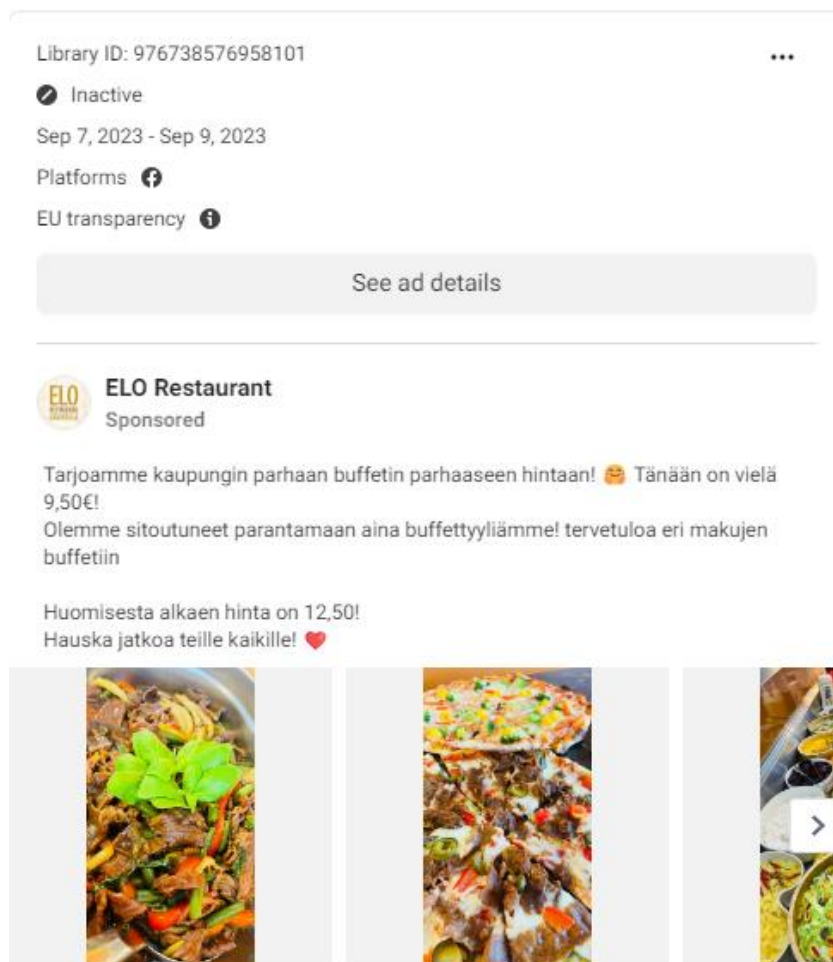 Library ID: 976738576958101
Inactive
Sep 7, 2023 - Sep 9, 2023
Platforms
EU transparency
See ad details
ELO
ELO Restaurant
Sponsored
Tarjoamme kaupungin parhaan buffetin parhaaseen hintaan! 🤗 Tänään on vielä
9,50€!
Olemme sitoutuneet parantamaan aina buffettyyliämme! tervetuloa eri makujen
buffetiin
Huomisesta alkaen hinta on 12,50!
Hauska jatkoa teille kaikille! ❤️